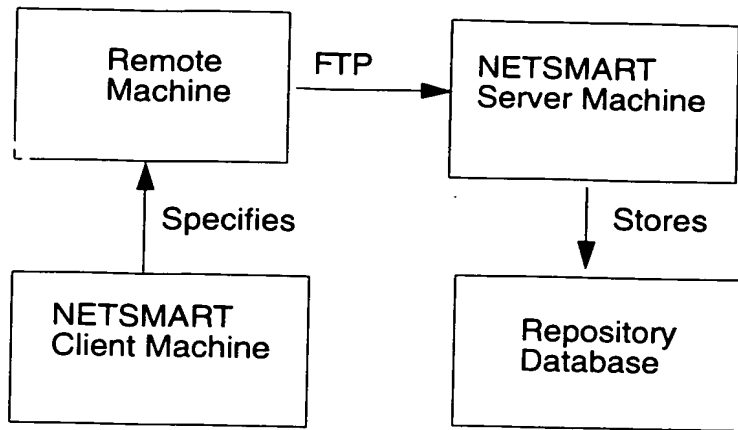 Remote
Machine
FTP
NETSMART
Server Machine
Specifies
Stores
NETSMART
Client Machine
Repository
Database